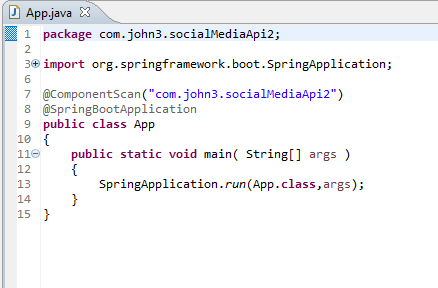 App.java
1 package com.john3.socialMediaApi2;
2
3 import org.springframework.boot.SpringApplication;
6
7 @ComponentScan("com.john3.socialMediaApi2")
8 @SpringBootApplication
9 public class App
10 {
11 public static void main( String[] args )
12 {
13 SpringApplication.run(App.class,args);
14 }
15 }